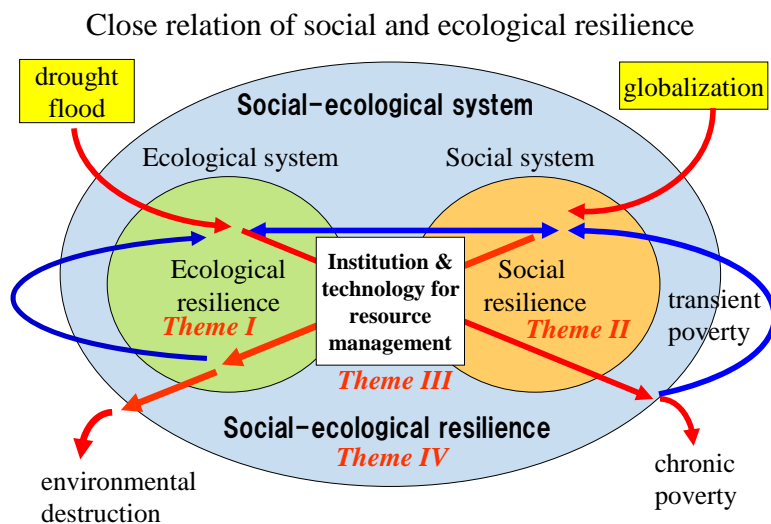 Close relation of social and ecological resilience
drought
flood
globalization
Social-ecological system
Ecological system
Social system
Ecological
resilience
Theme I
Institution &
technology for
resource
management
Social
resilience
Theme II
transient
poverty
Theme III
Social-ecological resilience
Theme IV
environmental
destruction
chronic
poverty